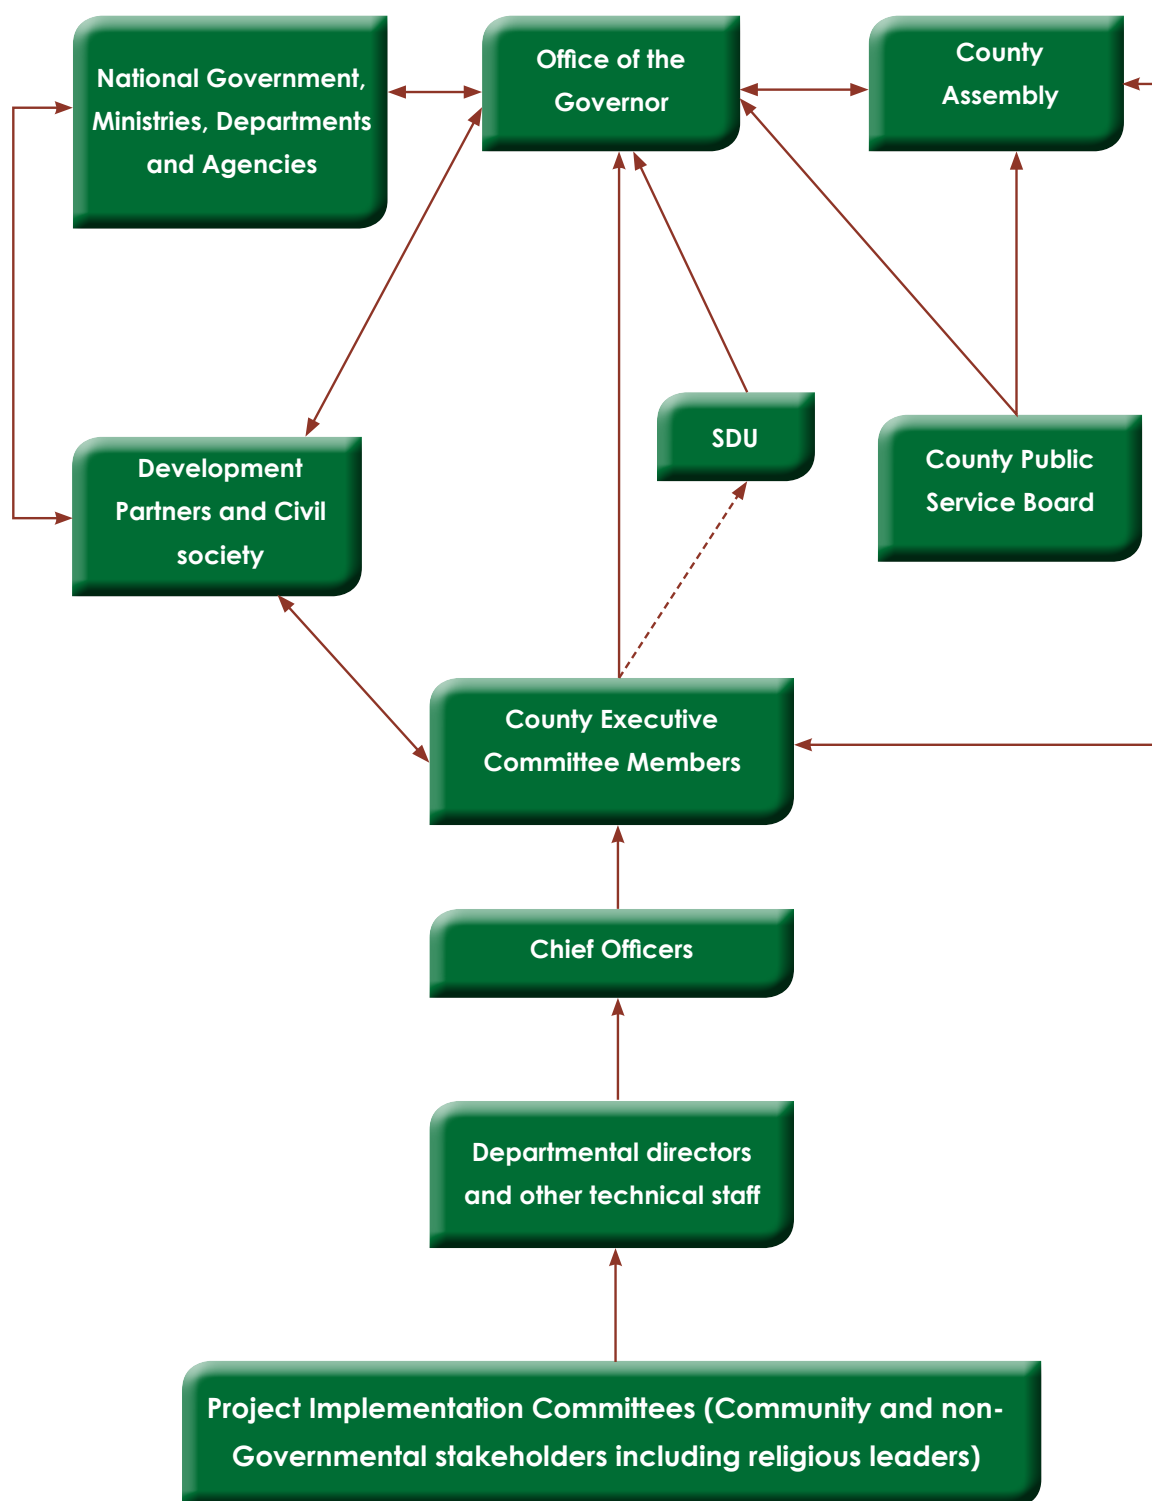 National Government,
Ministries, Departments
and Agencies
Office of the
Governor
County
Assembly
SDU
County Public
Service Board
Development
Partners and Civil
society
County Executive
Committee Members
Chief Officers
Departmental directors
and other technical staff
Project Implementation Committees (Community and non-
Governmental stakeholders including religious leaders)